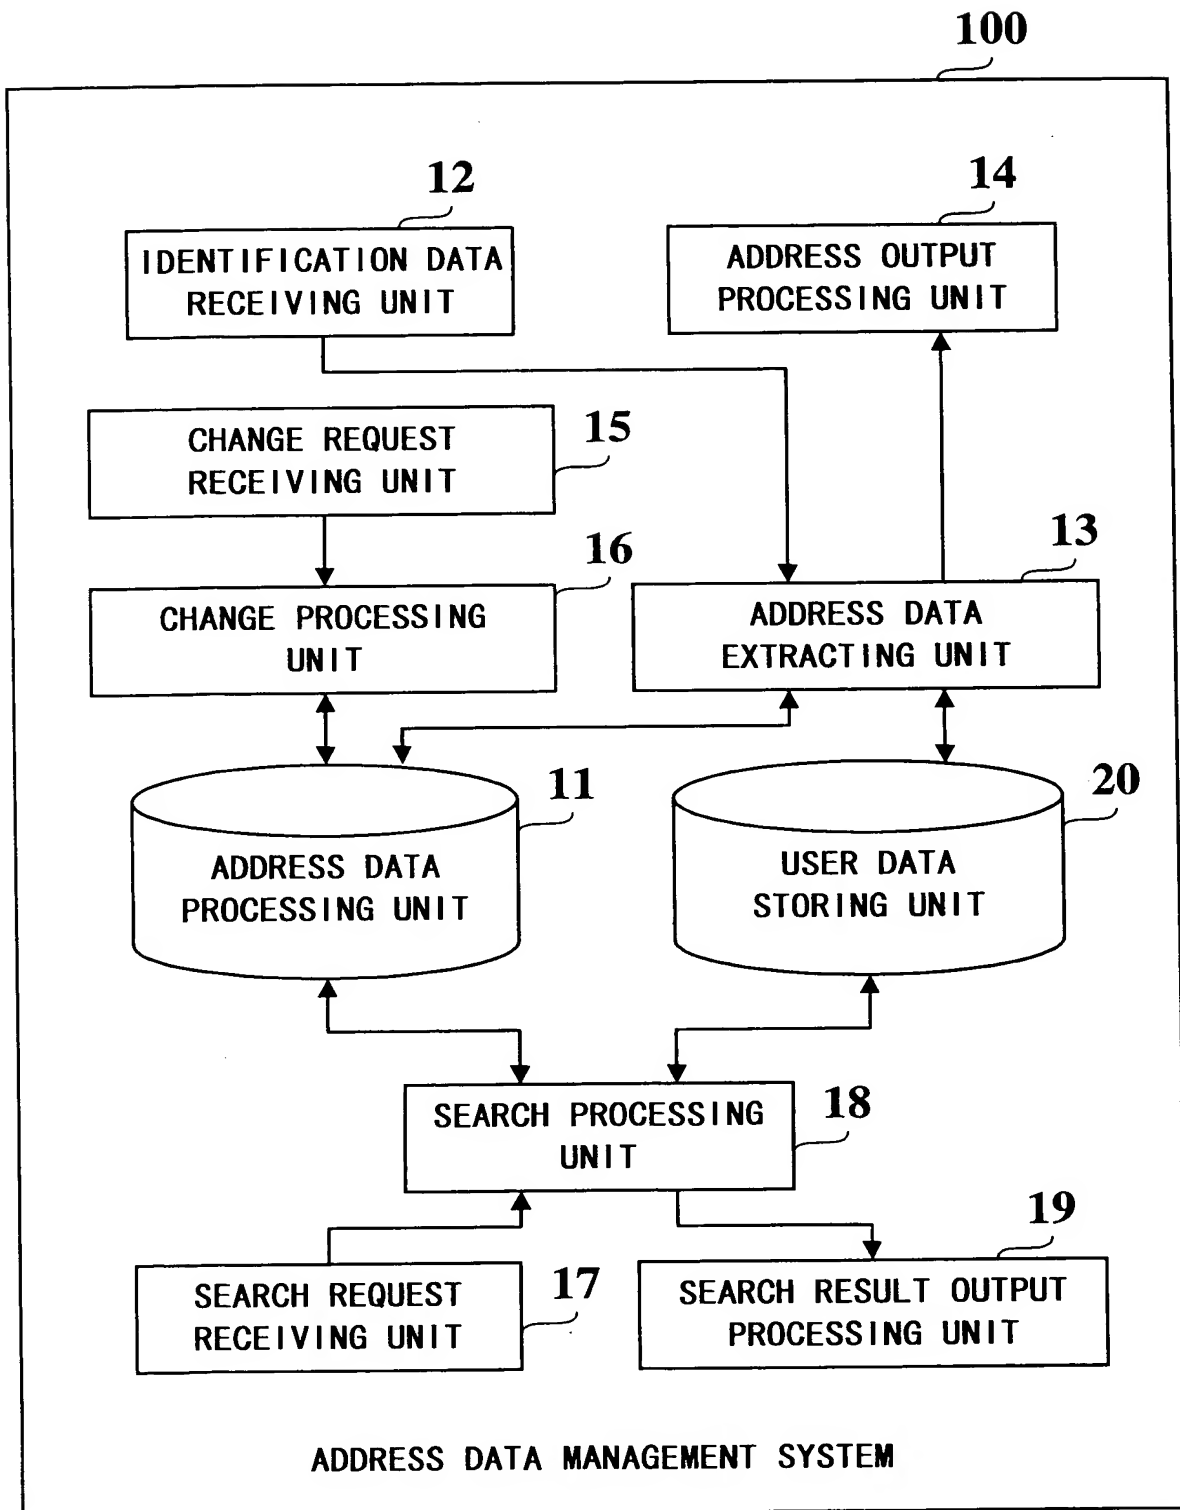 100
12
IDENTIFICATION DATA
RECEIVING UNIT
14
ADDRESS OUTPUT
PROCESSING UNIT
CHANGE REQUEST
RECEIVING UNIT
15
16
CHANGE PROCESSING
UNIT
13
ADDRESS DATA
EXTRACTING UNIT
11
ADDRESS DATA
PROCESSING UNIT
20
USER DATA
STORING UNIT
SEARCH PROCESSING
UNIT
18
SEARCH REQUEST
RECEIVING UNIT
17
19
SEARCH RESULT OUTPUT
PROCESSING UNIT
ADDRESS DATA MANAGEMENT SYSTEM